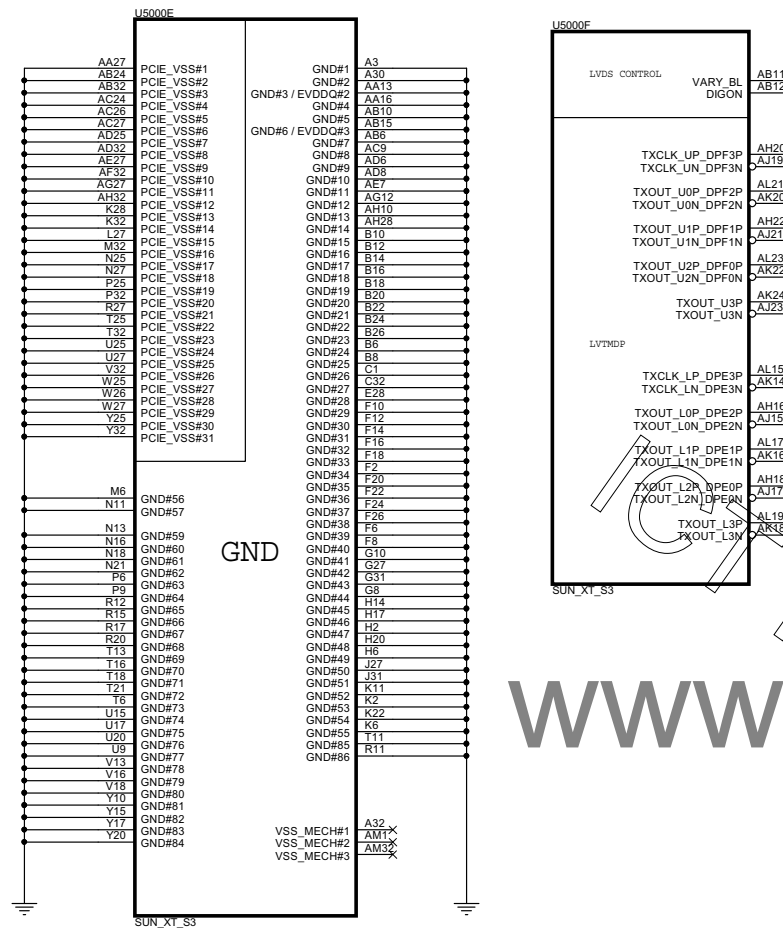 U5000E
AA27 PCIE_VSS#1 GND#1 A3
AB24 PCIE_VSS#2 GND#2 A30
AB32 PCIE_VSS#3 GND#3 / EVDDQ#2 AA13
AC24 PCIE_VSS#4 GND#4 AA16
AC26 PCIE_VSS#5 GND#5 AB10
AC27 PCIE_VSS#6 GND#6 / EVDDQ#3 AB15
AD25 PCIE_VSS#7 GND#7 AB6
AD32 PCIE_VSS#8 GND#8 AC9
AE27 PCIE_VSS#9 GND#9 AD6
AF32 PCIE_VSS#10 GND#10 AD8
AG27 PCIE_VSS#11 GND#11 AE7
AH32 PCIE_VSS#12 GND#12 AG12
K28 PCIE_VSS#13 GND#13 AH10
K32 PCIE_VSS#14 GND#14 AH28
L27 PCIE_VSS#15 GND#15 B10
M32 PCIE_VSS#16 GND#16 B12
N25 PCIE_VSS#17 GND#17 B14
N27 PCIE_VSS#18 GND#18 B16
P25 PCIE_VSS#19 GND#19 B18
P32 PCIE_VSS#20 GND#20 B20
R27 PCIE_VSS#21 GND#21 B22
T25 PCIE_VSS#22 GND#22 B24
T32 PCIE_VSS#23 GND#23 B26
U25 PCIE_VSS#24 GND#24 B6
U27 PCIE_VSS#25 GND#25 B8
V32 PCIE_VSS#26 GND#26 C1
W25 PCIE_VSS#27 GND#27 C32
W26 PCIE_VSS#28 GND#28 E28
W27 PCIE_VSS#29 GND#29 F10
Y25 PCIE_VSS#30 GND#30 F12
Y32 PCIE_VSS#31 GND#31 F14
GND#32 F16
GND#33 F18
GND#34 F2
GND#35 F20
M6 GND#56 GND#36 F22
N11 GND#57 GND#37 F24
GND#38 F26
N13 GND#59 GND#39 F6
N16 GND#60 GND#40 F8
N18 GND#61 GND#41 G10
N21 GND#62 GND#42 G27
P6 GND#63 GND#43 G31
P9 GND#64 GND#44 G8
R12 GND#65 GND#45 H14
R15 GND#66 GND#46 H17
R17 GND#67 GND#47 H2
R20 GND#68 GND#48 H20
T13 GND#69 GND#49 H6
T16 GND#70 GND#50 J27
T18 GND#71 GND#51 J31
T21 GND#72 GND#52 K11
T6 GND#73 GND#53 K2
U15 GND#74 GND#54 K22
U17 GND#75 GND#55 K6
U20 GND#76 GND#85 T11
U9 GND#77 GND#86 R11
V13 GND#78
V16 GND#79
V18 GND#80
Y10 GND#81
Y15 GND#82
Y17 GND#83 VSS_MECH#1 A32
Y20 GND#84 VSS_MECH#2 AM1
VSS_MECH#3 AM32
GND
SUN_XT_S3
U5000F
LVDS CONTROL
VARY_BL AB11
DIGON AB12
TXCLK_UP_DPF3P AH20
TXCLK_UN_DPF3N AJ19
TXOUT_U0P_DPF2P AL21
TXOUT_U0N_DPF2N AK20
TXOUT_U1P_DPF1P AH22
TXOUT_U1N_DPF1N AJ21
TXOUT_U2P_DPF0P AL23
TXOUT_U2N_DPF0N AK22
TXOUT_U3P AK24
TXOUT_U3N AJ23
LVTMDP
TXCLK_LP_DPE3P AL15
TXCLK_LN_DPE3N AK14
TXOUT_L0P_DPE2P AH16
TXOUT_L0N_DPE2N AJ15
TXOUT_L1P_DPE1P AL17
TXOUT_L1N_DPE1N AK16
TXOUT_L2P_DPE0P AH18
TXOUT_L2N_DPE0N AJ17
TXOUT_L3P AL19
TXOUT_L3N AK18
SUN_XT_S3
www